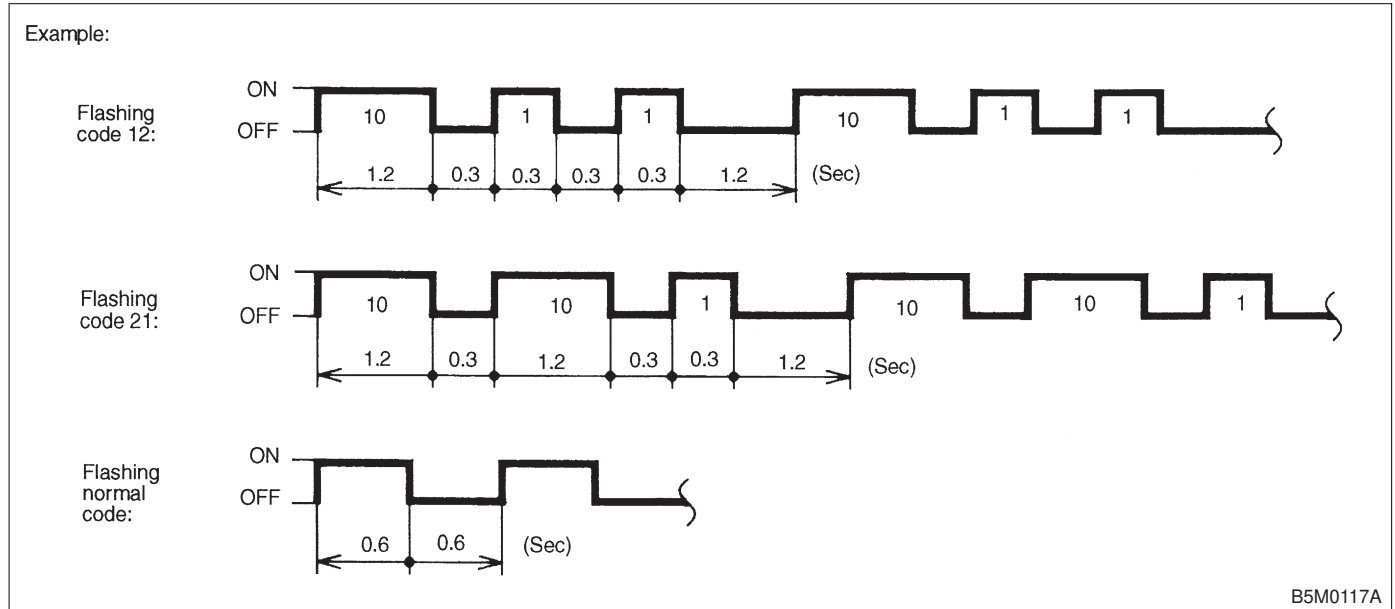 Example:
Flashing
code 12:
ON
OFF
10
1
1
10
1
1
1.2
0.3
0.3
0.3
0.3
1.2
(Sec)
Flashing
code 21:
ON
OFF
10
10
1
10
10
1
1.2
0.3
1.2
0.3
0.3
1.2
(Sec)
Flashing
normal
code:
ON
OFF
0.6
0.6
(Sec)
B5M0117A